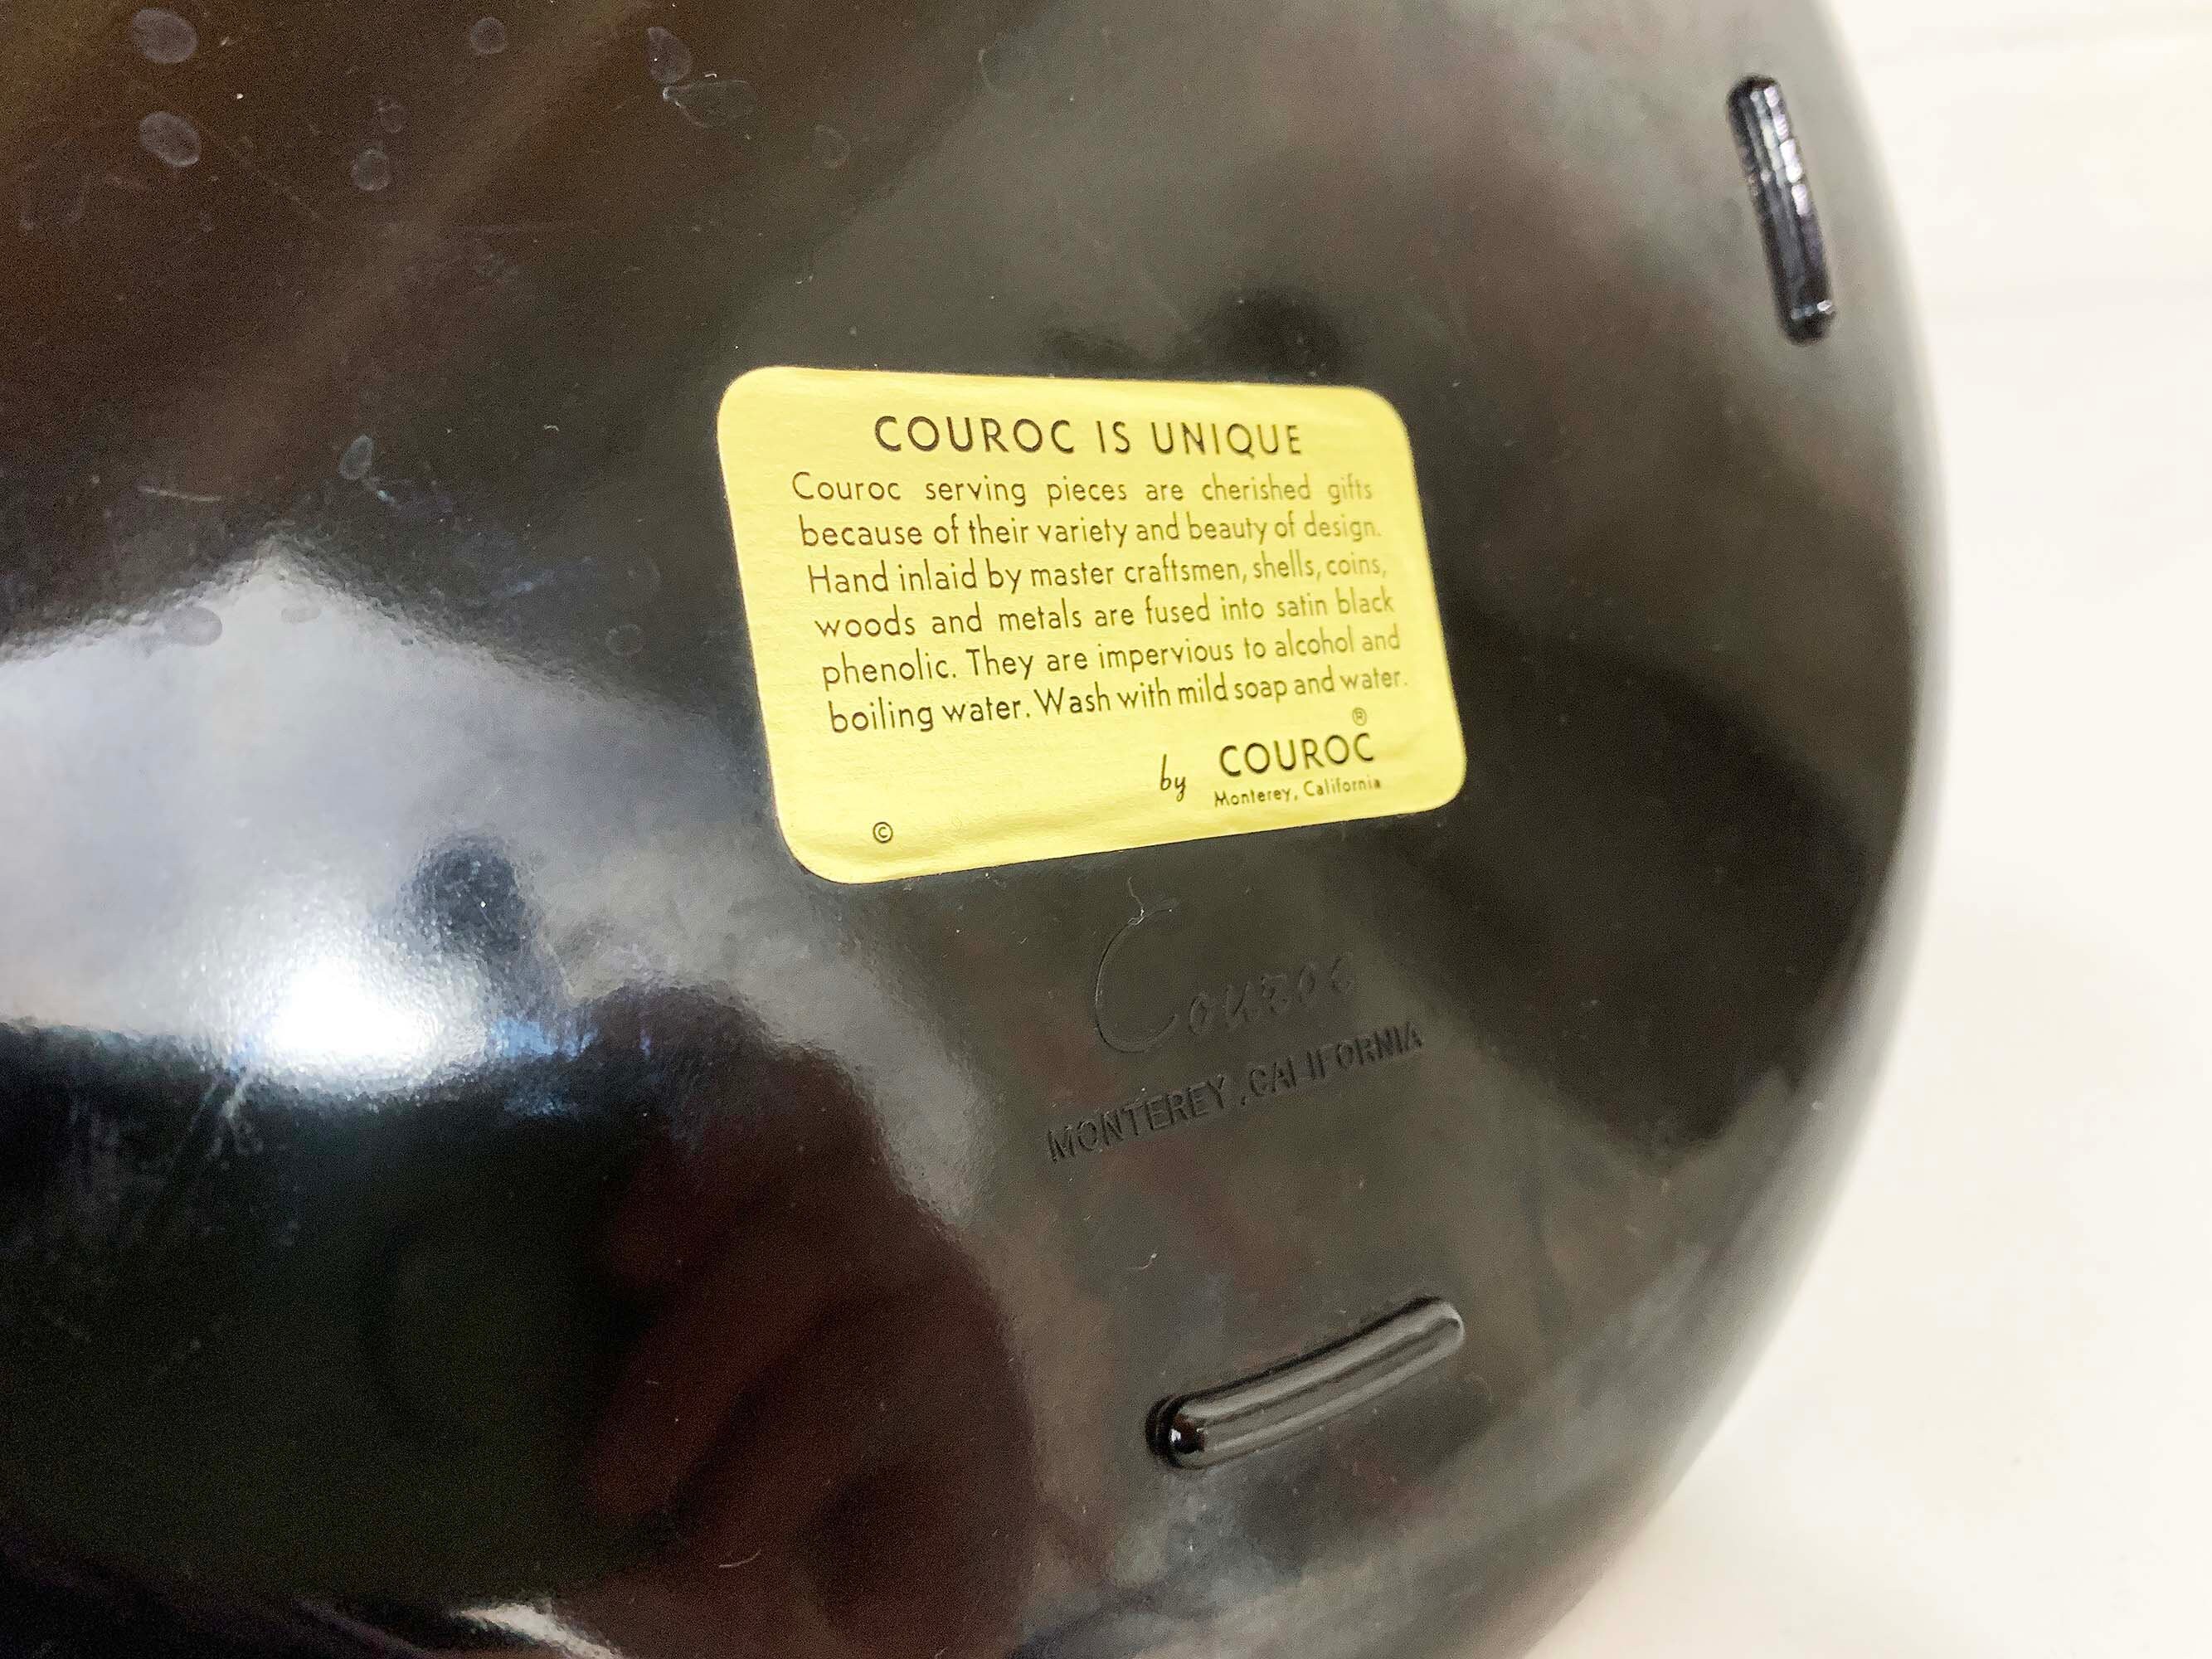 COUROC IS UNIQUE
Couroc serving pieces are cherished gifts
because of their variety and beauty of design.
Hand inlaid by master craftsmen, shells, coins,
woods and metals are fused into satin black
phenolic. They are impervious to alcohol and
boiling water. Wash with mild soap and water.
by COUROC®
Monterey, California
©
Couroc
MONTEREY, CALIFORNIA